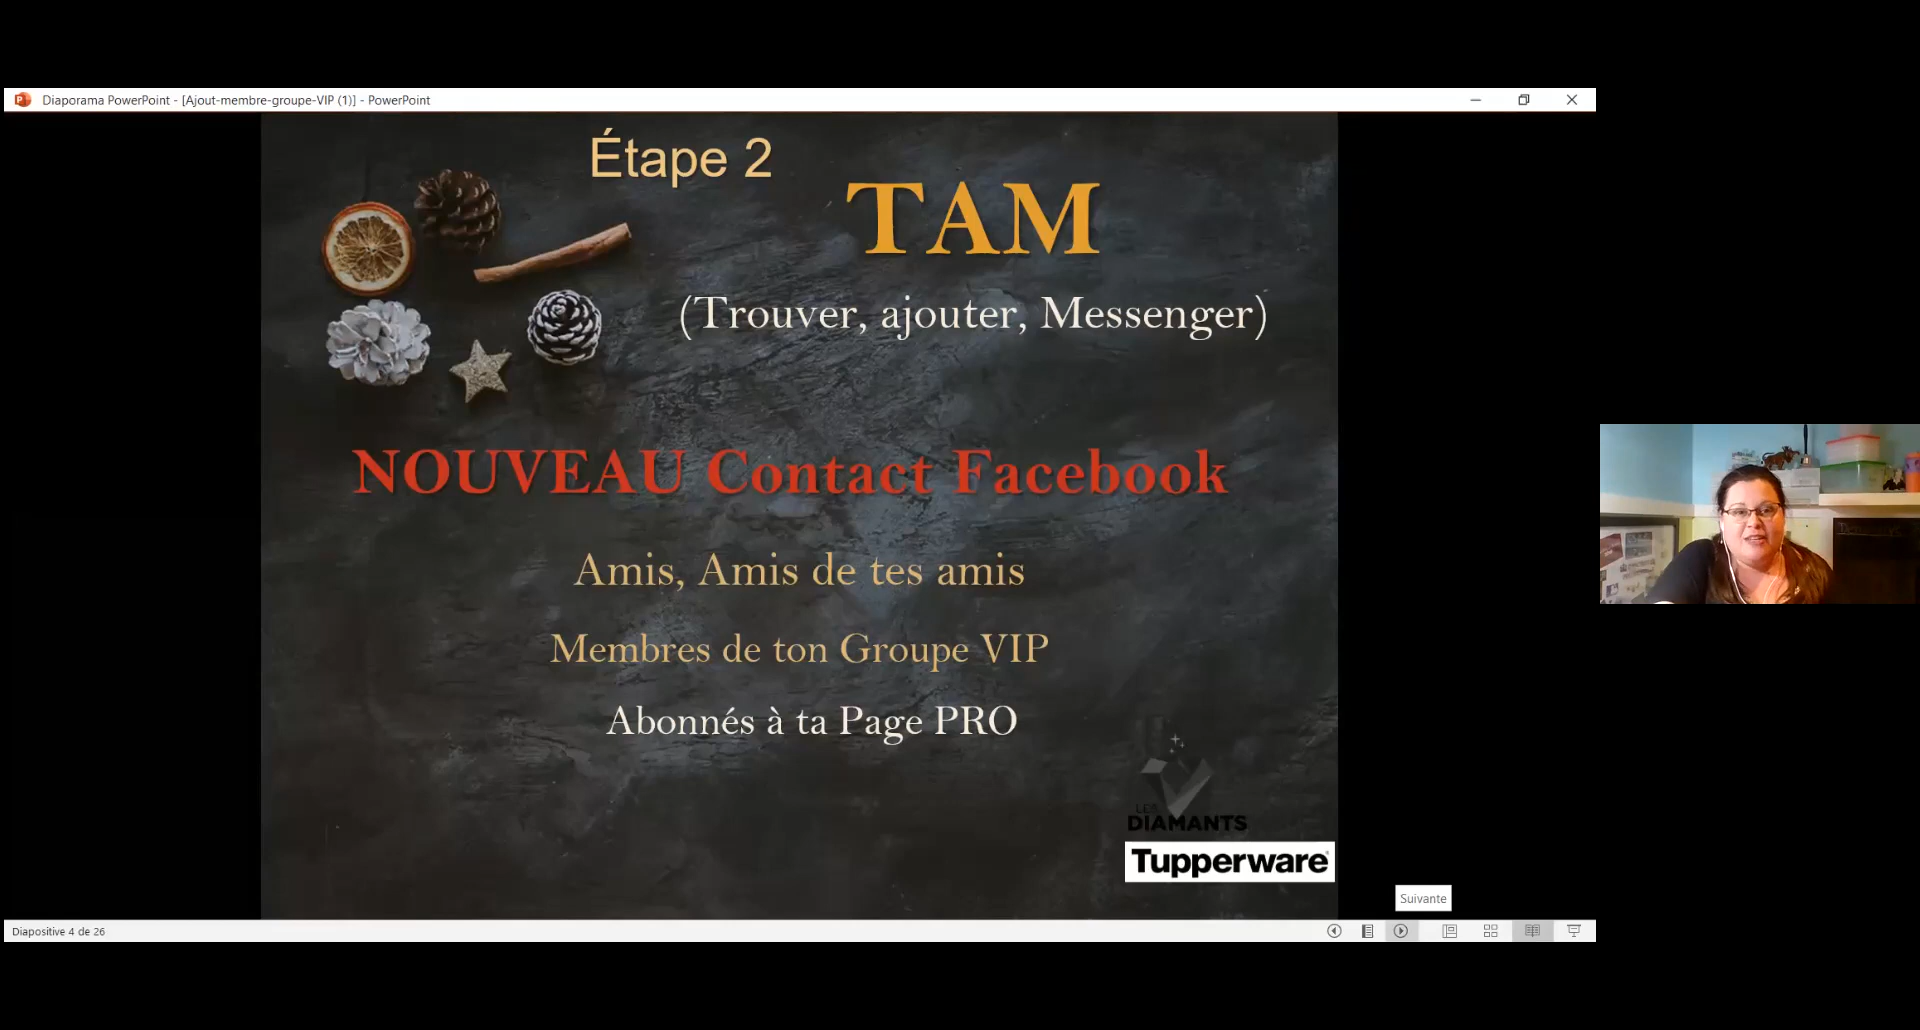 Diaporama PowerPoint - [Ajout-membre-groupe-VIP (1)] - PowerPoint
Étape 2
TAM
(Trouver, ajouter, Messenger)
NOUVEAU Contact Facebook
Amis, Amis de tes amis
Membres de ton Groupe VIP
Abonnés à ta Page PRO
LES
DIAMANTS
Tupperware
Suivante
Diapositive 4 de 26